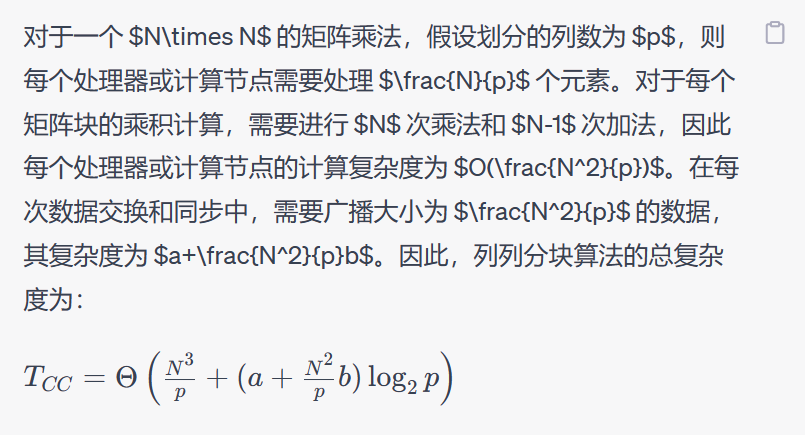 对于一个 $N\times N$ 的矩阵乘法，假设划分的列数为 $p$，则
每个处理器或计算节点需要处理 $\frac{N}{p}$ 个元素。对于每个
矩阵块的乘积计算，需要进行 $N$ 次乘法和 $N-1$ 次加法，因此
每个处理器或计算节点的计算复杂度为 $O(\frac{N^2}{p})$。在每
次数据交换和同步中，需要广播大小为 $\frac{N^2}{p}$ 的数据，
其复杂度为 $a+\frac{N^2}{p}b$。因此，列列分块算法的总复杂
度为：
T_{CC} = Θ ( \frac{N^3}{p} + (a + \frac{N^2}{p} b) log_2 p )